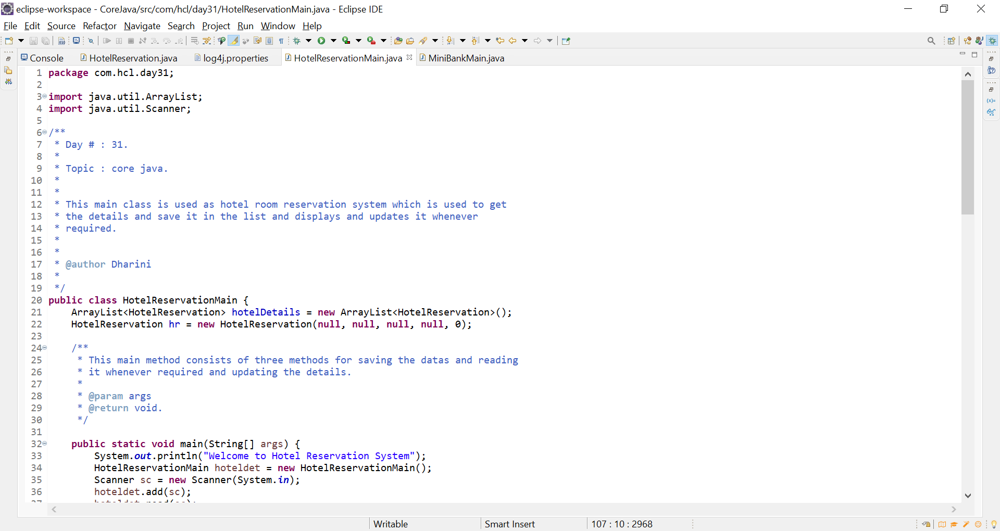 eclipse-workspace - CoreJava/src/com/hcl/day31/HotelReservationMain.java - Eclipse IDE
File Edit Source Refactor Navigate Search Project Run Window Help
Console HotelReservation.java log4j.properties HotelReservationMain.java MiniBankMain.java
1 package com.hcl.day31;
2
3 import java.util.ArrayList;
4 import java.util.Scanner;
5
6 /**
7  * Day # : 31.
8  *
9  * Topic : core java.
10  *
11  *
12  * This main class is used as hotel room reservation system which is used to get
13  * the details and save it in the list and displays and updates it whenever
14  * required.
15  *
16  *
17  * @author Dharini
18  *
19  */
20 public class HotelReservationMain {
21     ArrayList<HotelReservation> hotelDetails = new ArrayList<HotelReservation>();
22     HotelReservation hr = new HotelReservation(null, null, null, null, 0);
23
24     /**
25      * This main method consists of three methods for saving the datas and reading
26      * it whenever required and updating the details.
27      *
28      * @param args
29      * @return void.
30      */
31
32     public static void main(String[] args) {
33         System.out.println("Welcome to Hotel Reservation System");
34         HotelReservationMain hoteldet = new HotelReservationMain();
35         Scanner sc = new Scanner(System.in);
36         hoteldet.add(sc);
Writable Smart Insert 107 : 10 : 2968